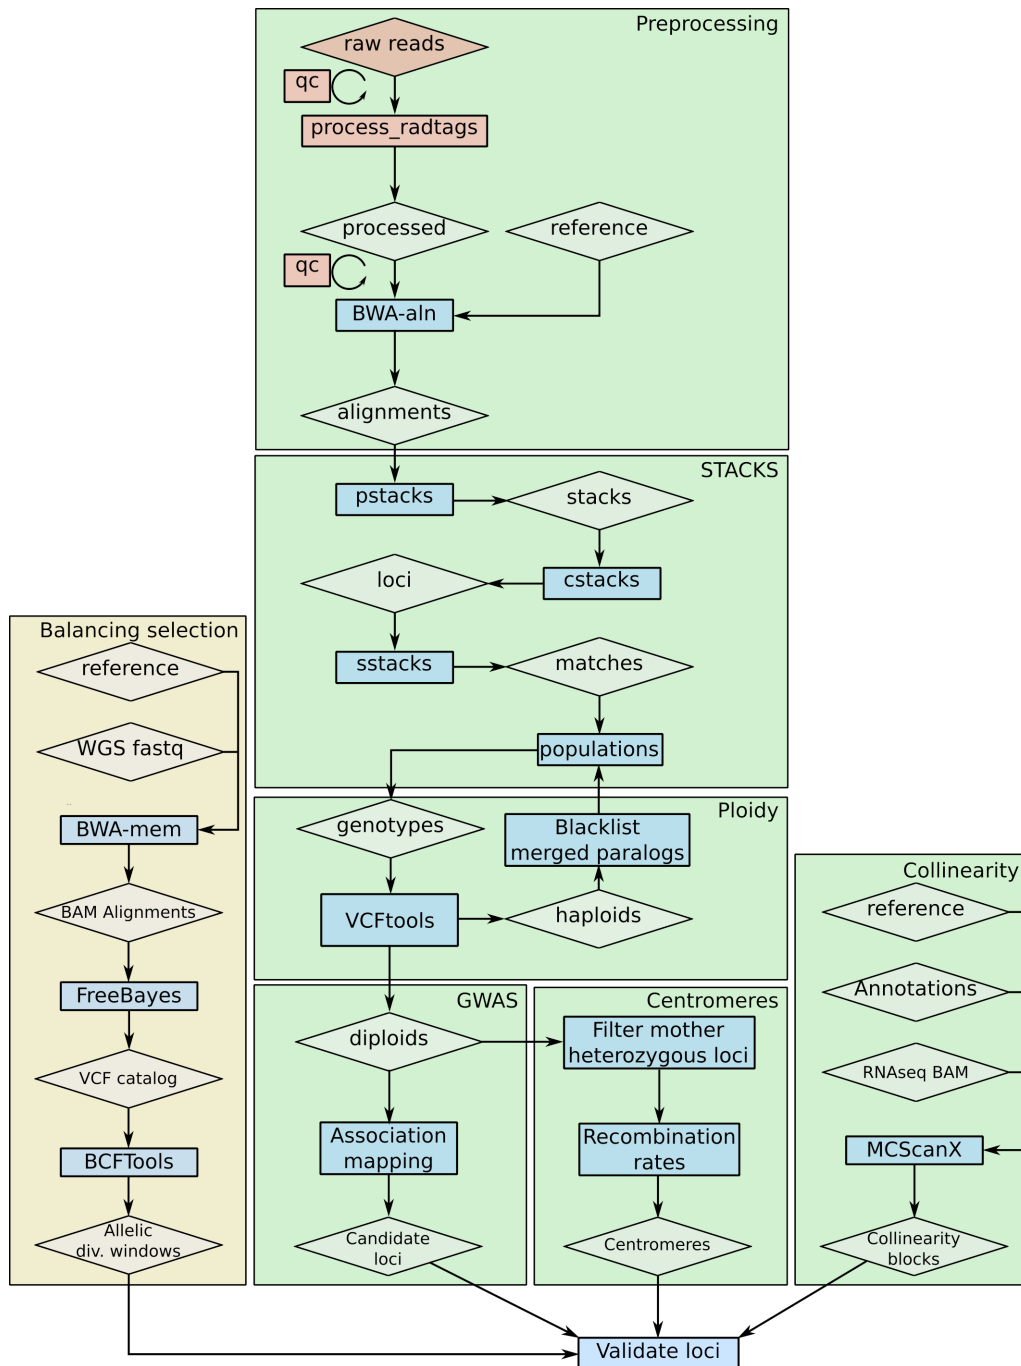 Preprocessing
raw reads
qc
process_radtags
processed
reference
qc
BWA-aln
alignments
STACKS
pstacks
stacks
loci
cstacks
sstacks
matches
populations
Balancing selection
reference
WGS fastq
BWA-mem
BAM Alignments
FreeBayes
VCF catalog
BCFTools
Allelic
div. windows
Ploidy
genotypes
Blacklist
merged paralogs
VCFtools
haploids
GWAS
diploids
Association
mapping
Candidate
loci
Centromeres
Filter mother
heterozygous loci
Recombination
rates
Centromeres
Collinearity
reference
Annotations
RNAseq BAM
MCScanX
Collinearity
blocks
Validate loci